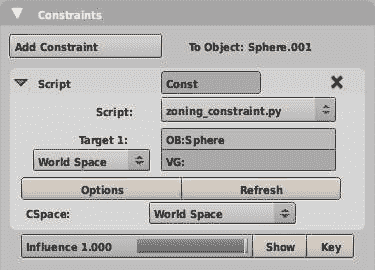 Constraints
Add Constraint To Object: Sphere.001
Script Const
Script: zoning_constraint.py
Target 1: OB:Sphere
World Space VG:
Options Refresh
CSpace: World Space
Influence 1.000 Show Key